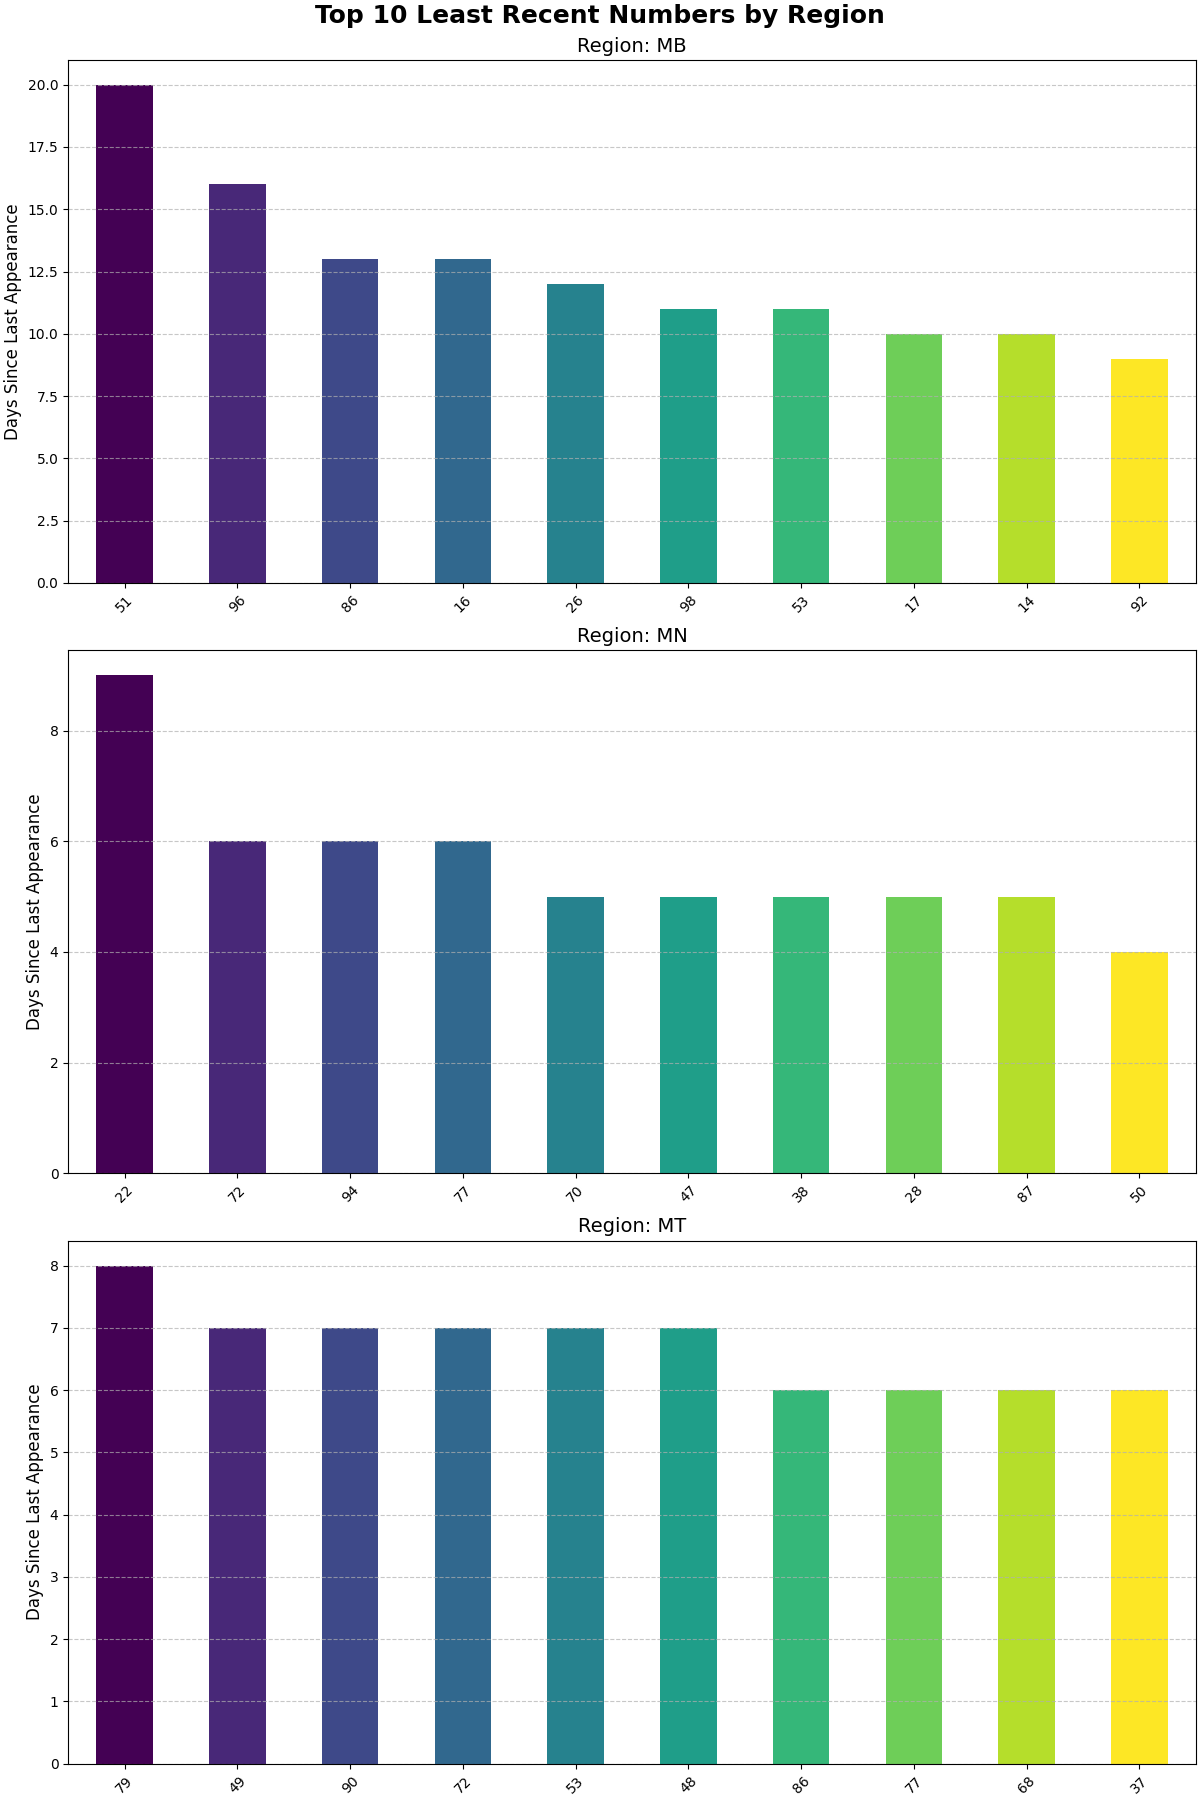 Top 10 Least Recent Numbers by Region
Region: MB
Days Since Last Appearance
20.0
17.5
15.0
12.5
10.0
7.5
5.0
2.5
0.0
51 96 86 16 26 98 53 17 14 92
Region: MN
Days Since Last Appearance
8
6
4
2
0
22 72 94 77 70 47 38 28 87 50
Region: MT
Days Since Last Appearance
8
7
6
5
4
3
2
1
0
79 49 90 72 53 48 86 77 68 37